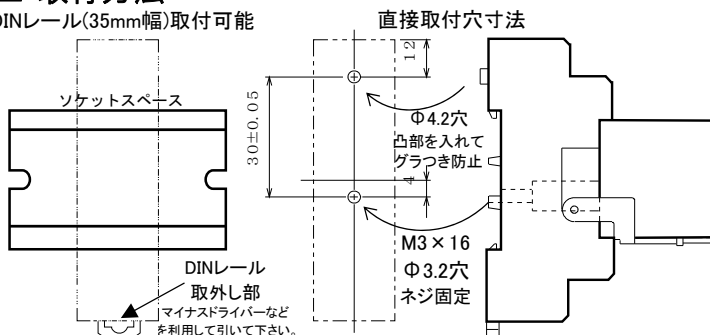 取付方法
DINレール(35mm幅)取付可能
ソケットスペース
DINレール
取外し部
マイナスドライバーなど
を利用して引いて下さい。
直接取付穴寸法
12
30±0.05
Φ4.2穴
凸部を入れて
グラつき防止
4
M3×16
Φ3.2穴
ネジ固定